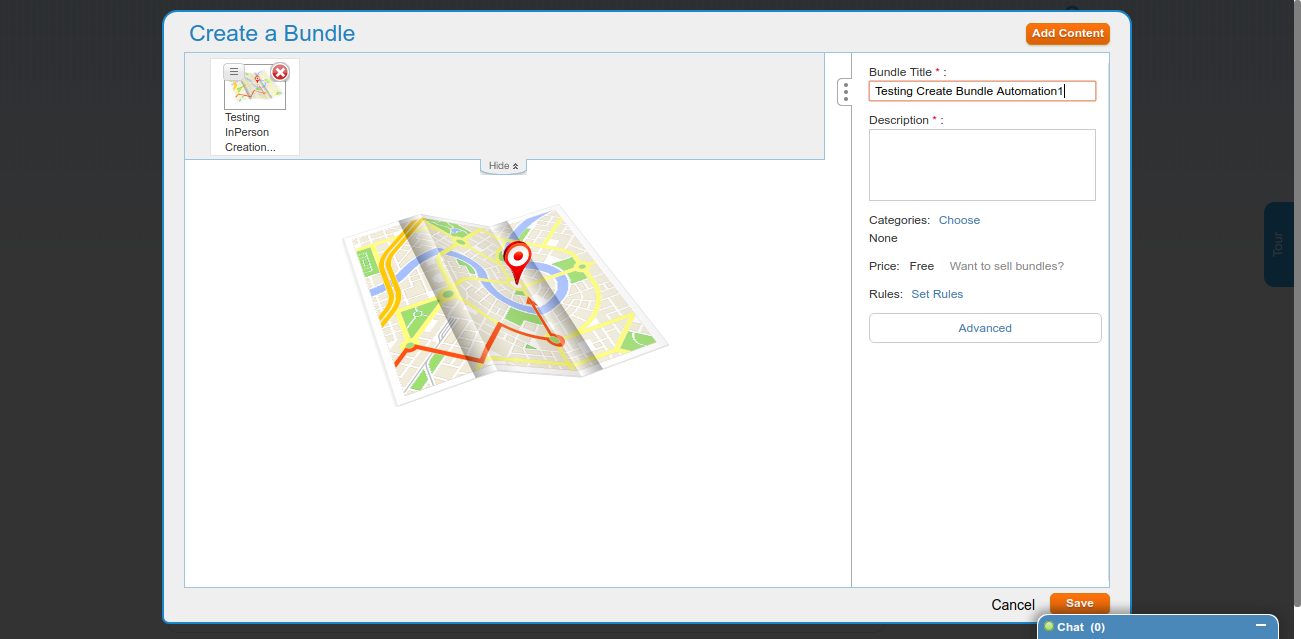 Create a Bundle
Add Content
Testing
InPerson
Creation...
Hide
Bundle Title * :
Testing Create Bundle Automation1
Description * :
Categories: Choose
None
Price: Free Want to sell bundles?
Rules: Set Rules
Advanced
Tour
Cancel
Save
Chat (0)